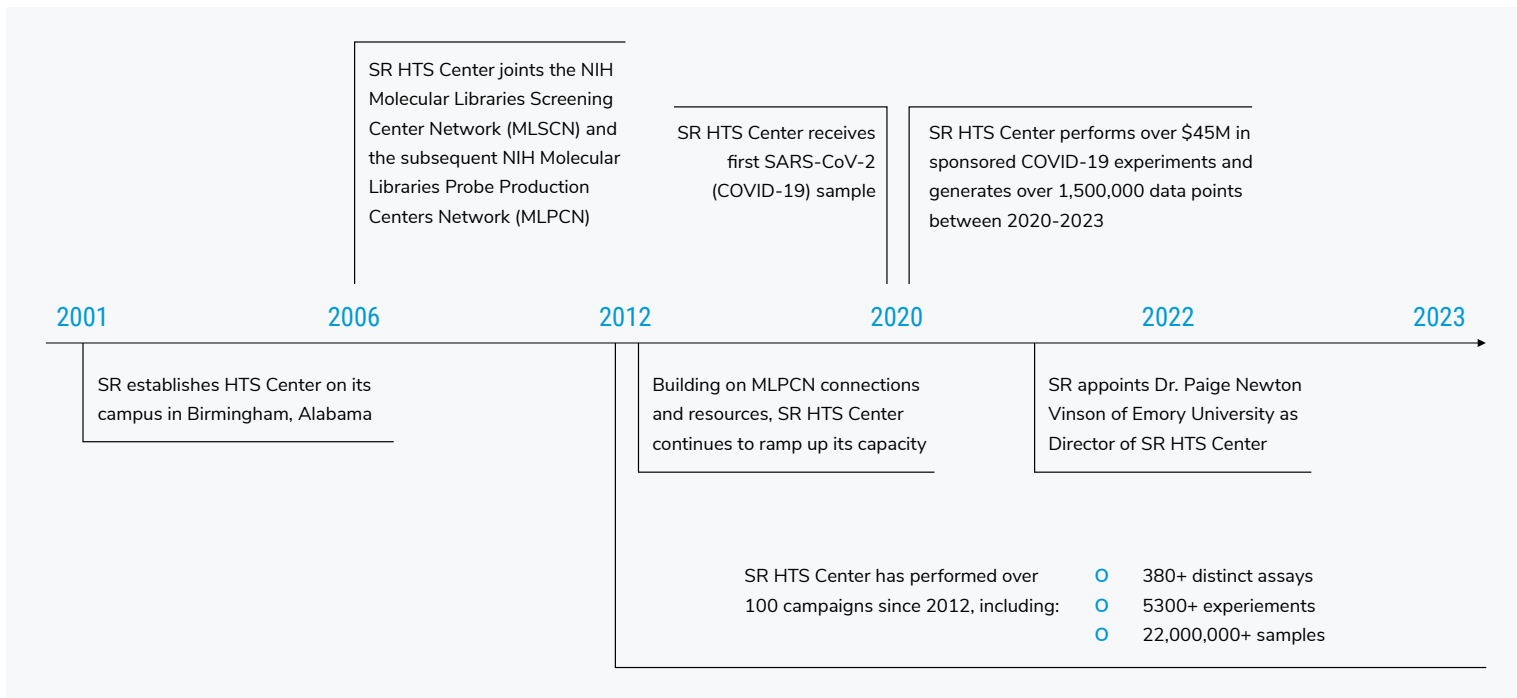 SR HTS Center joints the NIH
Molecular Libraries Screening
Center Network (MLSCN) and
the subsequent NIH Molecular
Libraries Probe Production
Centers Network (MLPCN)
SR HTS Center receives
first SARS-CoV-2
(COVID-19) sample
SR HTS Center performs over $45M in
sponsored COVID-19 experiments and
generates over 1,500,000 data points
between 2020-2023
2001 2006 2012 2020 2022 2023
SR establishes HTS Center on its
campus in Birmingham, Alabama
Building on MLPCN connections
and resources, SR HTS Center
continues to ramp up its capacity
SR appoints Dr. Paige Newton
Vinson of Emory University as
Director of SR HTS Center
SR HTS Center has performed over
100 campaigns since 2012, including:
O 380+ distinct assays
O 5300+ experiements
O 22,000,000+ samples